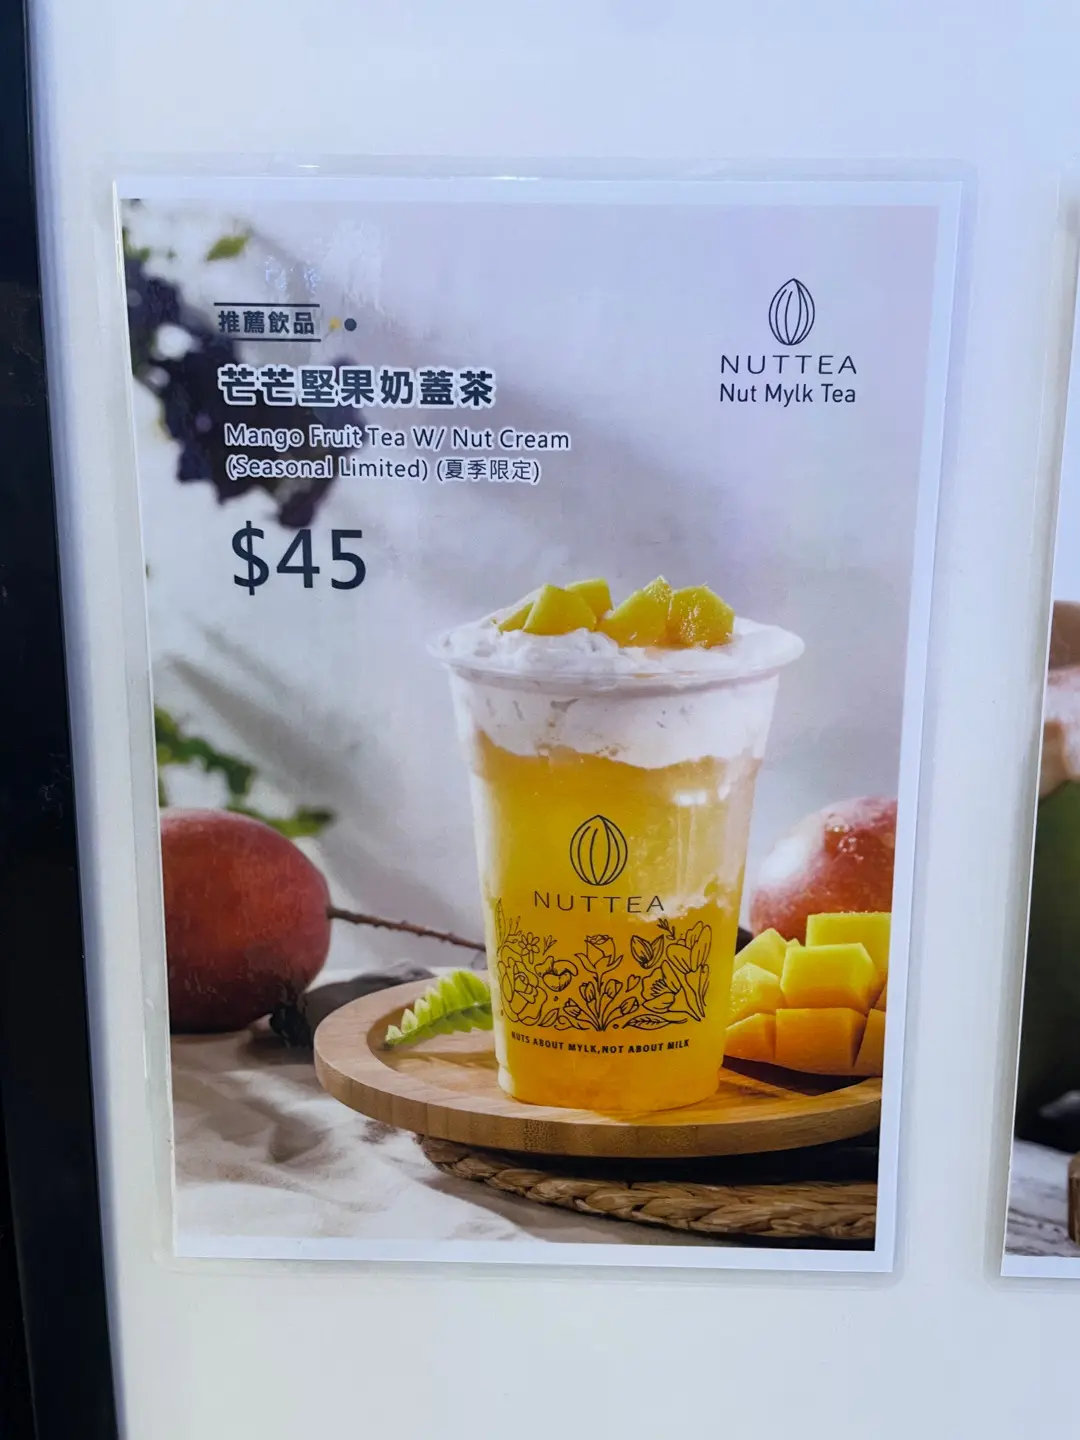 推薦飲品
芒芒堅果奶蓋茶
Mango Fruit Tea W/ Nut Cream
(Seasonal Limited) (夏季限定)
$45
NUTTEA
Nut Mylk Tea
NUTTEA
NUTS ABOUT MYLK, NOT ABOUT MILK